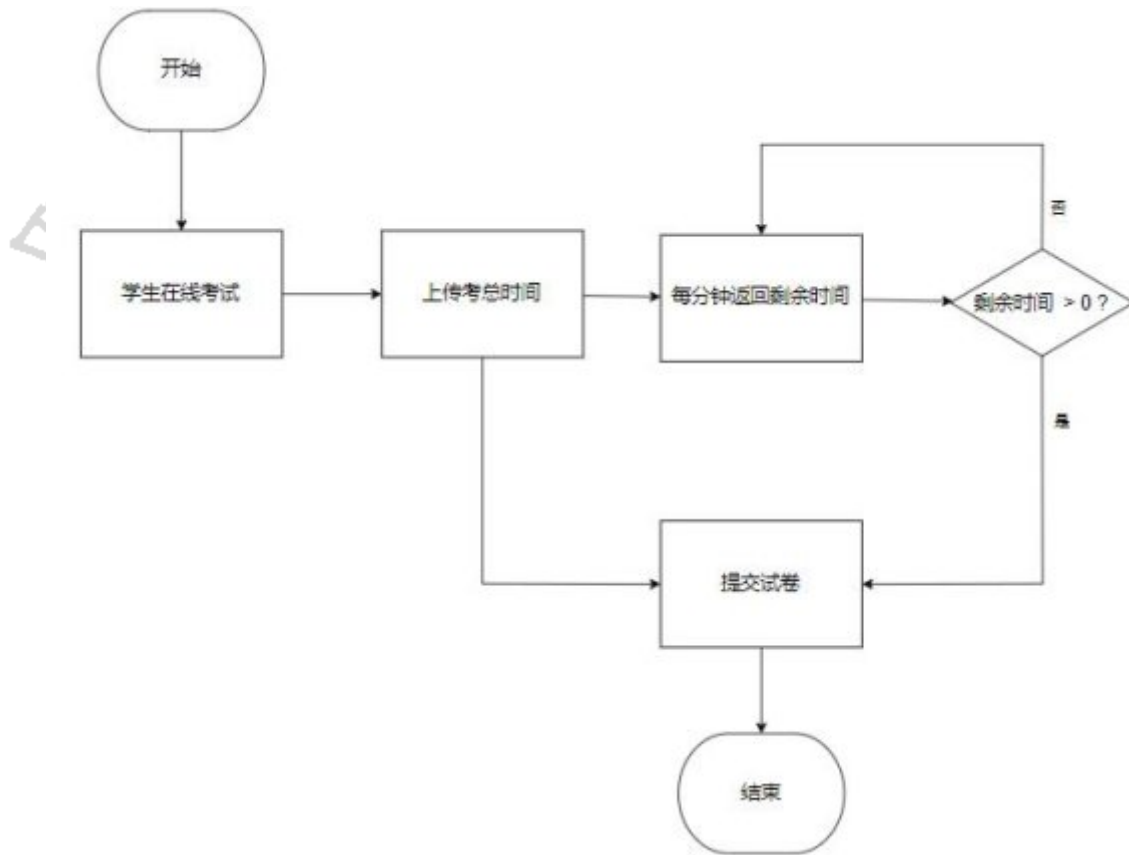 开始
学生在线考试
上传考总时间
每分钟返回剩余时间
剩余时间 > 0 ?
否
是
提交试卷
结束